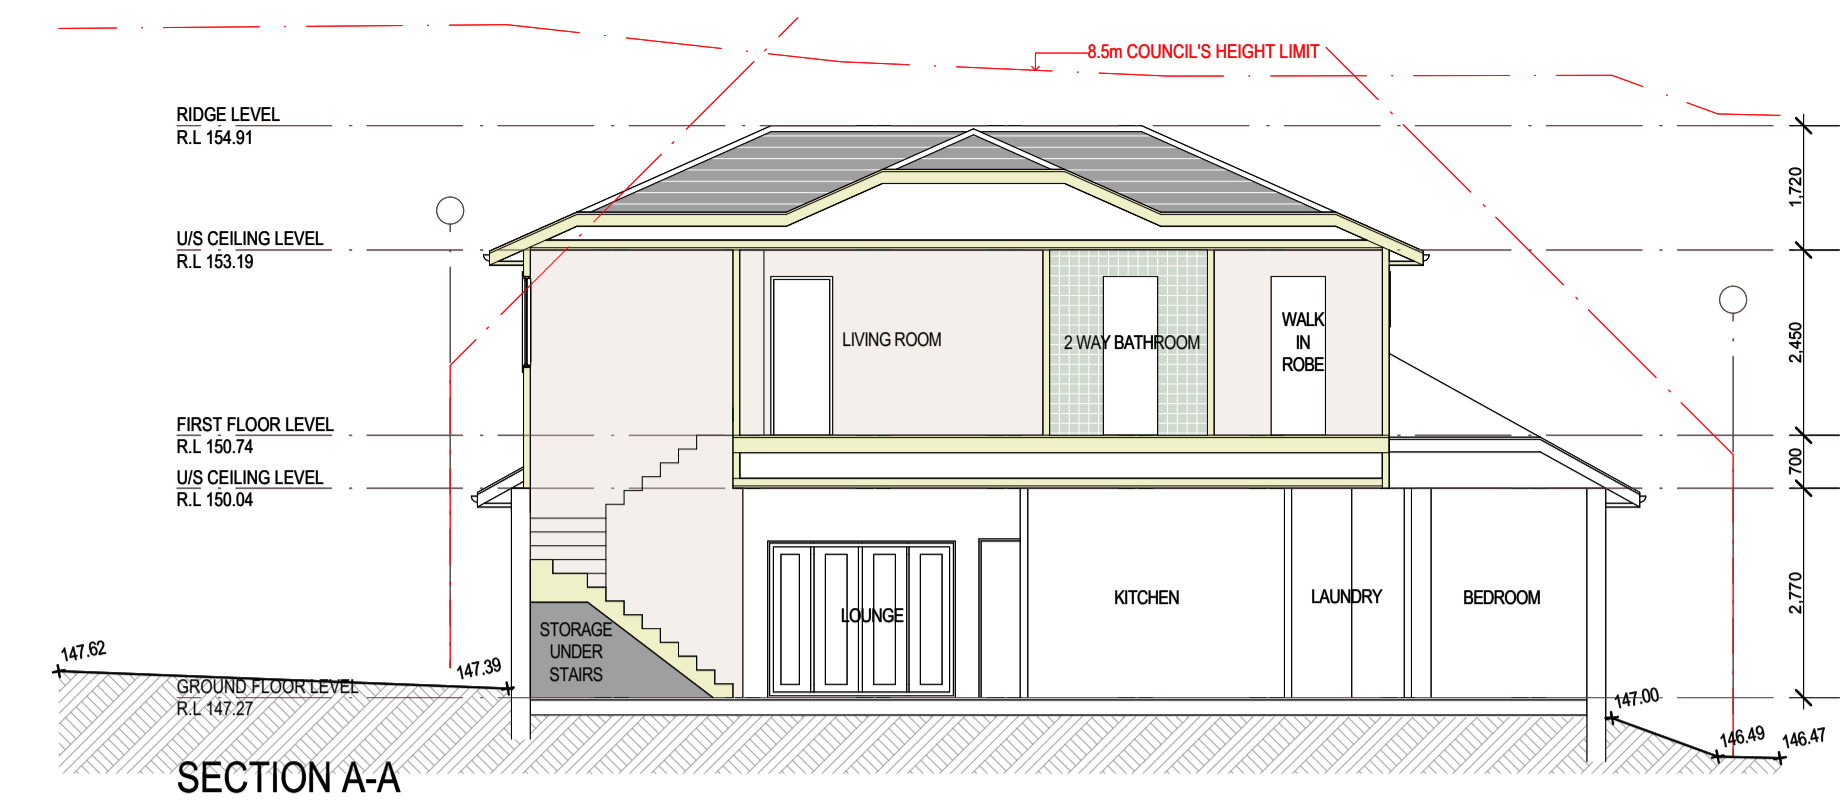 8.5m COUNCIL'S HEIGHT LIMIT
RIDGE LEVEL
R.L 154.91
1,720
U/S CEILING LEVEL
R.L 153.19
LIVING ROOM
2 WAY BATHROOM
WALK
IN
ROBE
2,450
FIRST FLOOR LEVEL
R.L 150.74
700
U/S CEILING LEVEL
R.L 150.04
STORAGE
UNDER
STAIRS
LOUNGE
KITCHEN
LAUNDRY
BEDROOM
2,770
147.62
147.39
GROUND FLOOR LEVEL
R.L 147.27
147.00
146.49
146.47
SECTION A-A